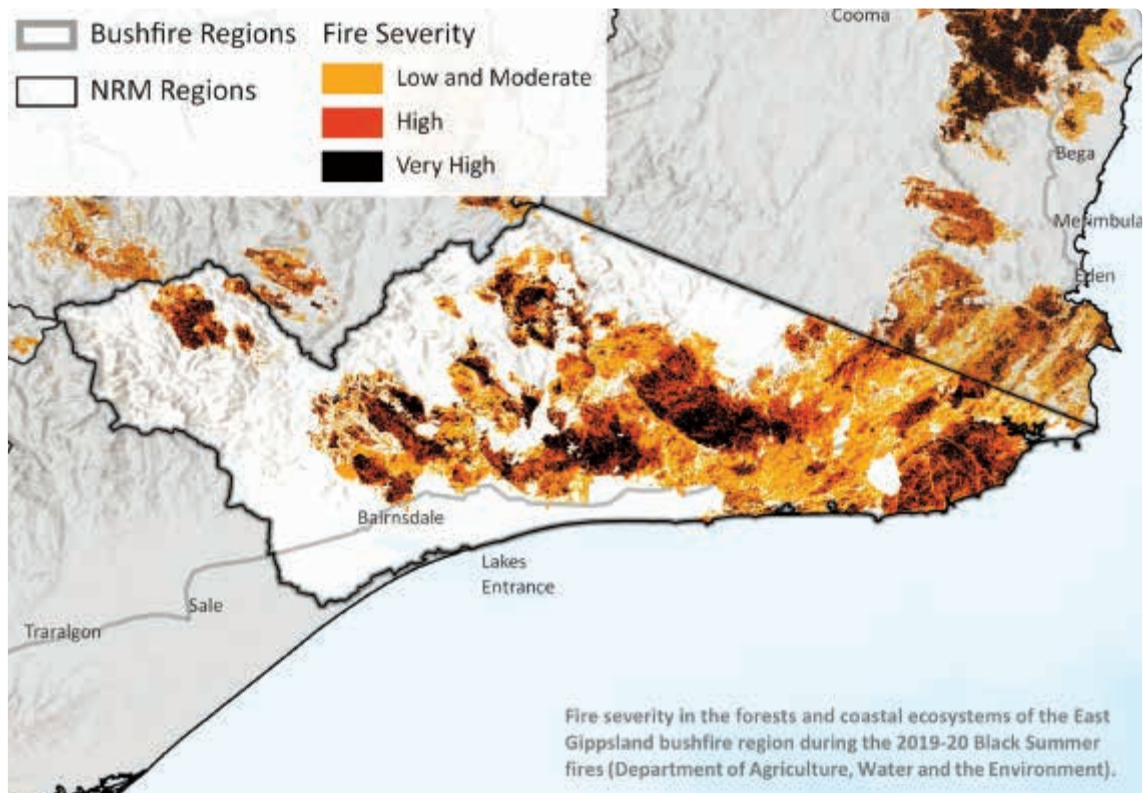 Bushfire Regions
NRM Regions
Fire Severity
Low and Moderate
High
Very High
Cooma
Bega
Merimbula
Eden
Bairnsdale
Lakes
Entrance
Sale
Traralgon
Fire severity in the forests and coastal ecosystems of the East
Gippsland bushfire region during the 2019-20 Black Summer
fires (Department of Agriculture, Water and the Environment).